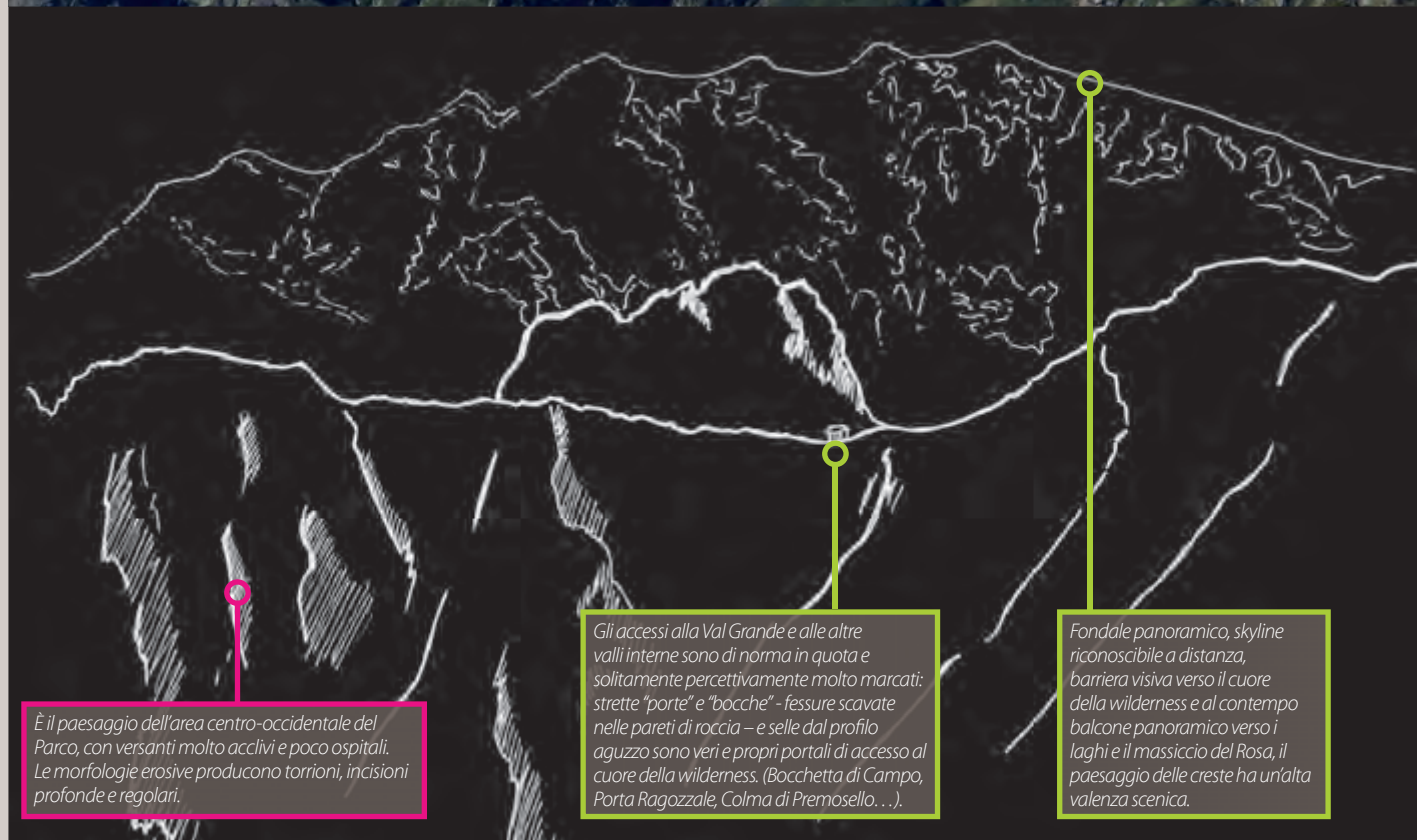 È il paesaggio dell'area centro-occidentale del
Parco, con versanti molto acclivi e poco ospitali.
Le morfologie erosive producono torrioni, incisioni
profonde e regolari.
Gli accessi alla Val Grande e alle altre
valli interne sono di norma in quota e
solitamente percettivamente molto marcati:
strette “porte” e “bocche” - fessure scavate
nelle pareti di roccia – e selle dal profilo
aguzzo sono veri e propri portali di accesso al
cuore della wilderness. (Bocchetta di Campo,
Porta Ragozzale, Colma di Premosello…).
Fondale panoramico, skyline
riconoscibile a distanza,
barriera visiva verso il cuore
della wilderness e al contempo
balcone panoramico verso i
laghi e il massiccio del Rosa, il
paesaggio delle creste ha un'alta
valenza scenica.